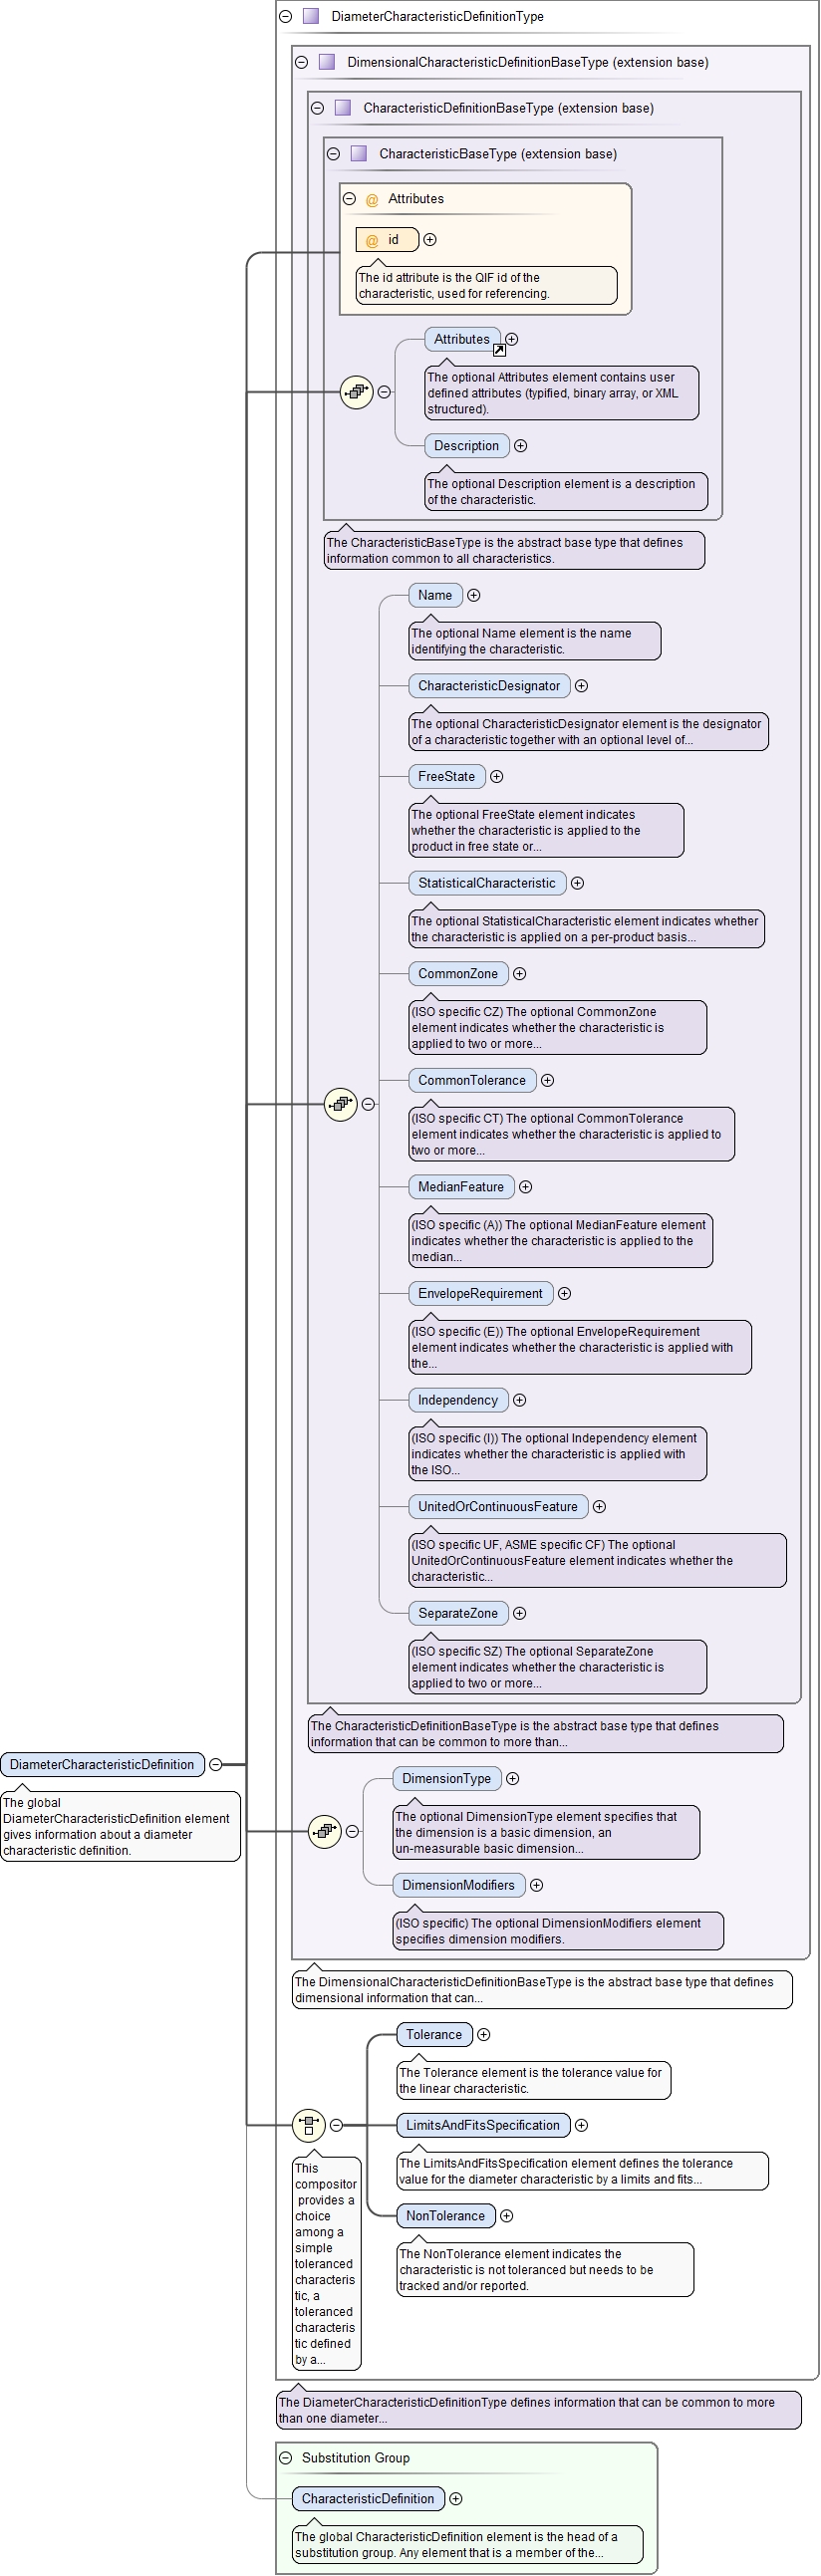 DiameterCharacteristicDefinitionType
DimensionalCharacteristicDefinitionBaseType (extension base)
CharacteristicDefinitionBaseType (extension base)
CharacteristicBaseType (extension base)
@ Attributes
@ id
The id attribute is the QIF id of the
characteristic, used for referencing.
Attributes
The optional Attributes element contains user
defined attributes (typified, binary array, or XML
structured).
Description
The optional Description element is a description
of the characteristic.
The CharacteristicBaseType is the abstract base type that defines
information common to all characteristics.
Name
The optional Name element is the name
identifying the characteristic.
CharacteristicDesignator
The optional CharacteristicDesignator element is the designator
of a characteristic together with an optional level of...
FreeState
The optional FreeState element indicates
whether the characteristic is applied to the
product in free state or...
StatisticalCharacteristic
The optional StatisticalCharacteristic element indicates whether
the characteristic is applied on a per-product basis...
CommonZone
(ISO specific CZ) The optional CommonZone
element indicates whether the characteristic is
applied to two or more...
CommonTolerance
(ISO specific CT) The optional CommonTolerance
element indicates whether the characteristic is applied to
two or more...
MedianFeature
(ISO specific (A)) The optional MedianFeature element
indicates whether the characteristic is applied to the
median...
EnvelopeRequirement
(ISO specific (E)) The optional EnvelopeRequirement
element indicates whether the characteristic is applied with
the...
Independency
(ISO specific (I)) The optional Independency element
indicates whether the characteristic is applied with
the ISO...
UnitedOrContinuousFeature
(ISO specific UF, ASME specific CF) The optional
UnitedOrContinuousFeature element indicates whether the
characteristic...
SeparateZone
(ISO specific SZ) The optional SeparateZone
element indicates whether the characteristic is
applied to two or more...
The CharacteristicDefinitionBaseType is the abstract base type that defines
information that can be common to more than...
DiameterCharacteristicDefinition
The global
DiameterCharacteristicDefinition element
gives information about a diameter
characteristic definition.
DimensionType
The optional DimensionType element specifies that
the dimension is a basic dimension, an
un-measurable basic dimension...
DimensionModifiers
(ISO specific) The optional DimensionModifiers element
specifies dimension modifiers.
The DimensionalCharacteristicDefinitionBaseType is the abstract base type that defines
dimensional information that can...
Tolerance
The Tolerance element is the tolerance value for
the linear characteristic.
LimitsAndFitsSpecification
The LimitsAndFitsSpecification element defines the tolerance
value for the diameter characteristic by a limits and fits...
NonTolerance
The NonTolerance element indicates the
characteristic is not toleranced but needs to be
tracked and/or reported.
This
compositor
provides a
choice
among a
simple
toleranced
characteris
tic, a
toleranced
characteris
tic defined
by a...
The DiameterCharacteristicDefinitionType defines information that can be common to more
than one diameter...
Substitution Group
CharacteristicDefinition
The global CharacteristicDefinition element is the head of a
substitution group. Any element that is a member of the...